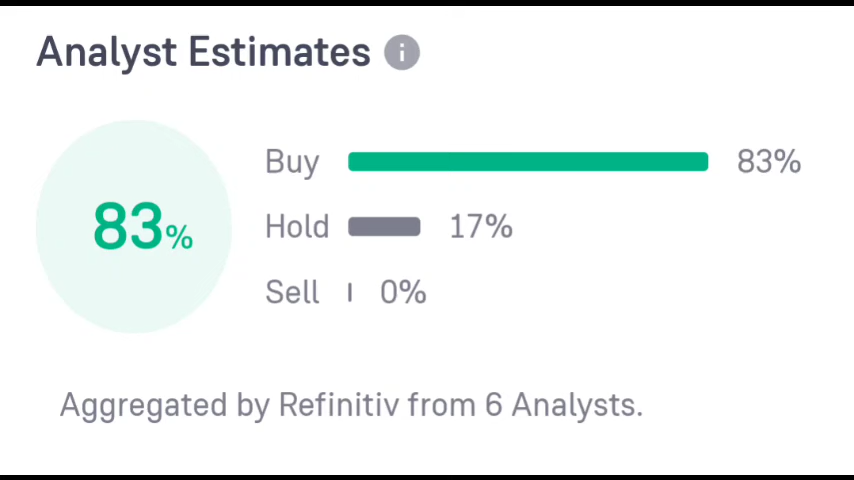 Analyst Estimates i
83%
Buy 83%
Hold 17%
Sell 0%
Aggregated by Refinitiv from 6 Analysts.